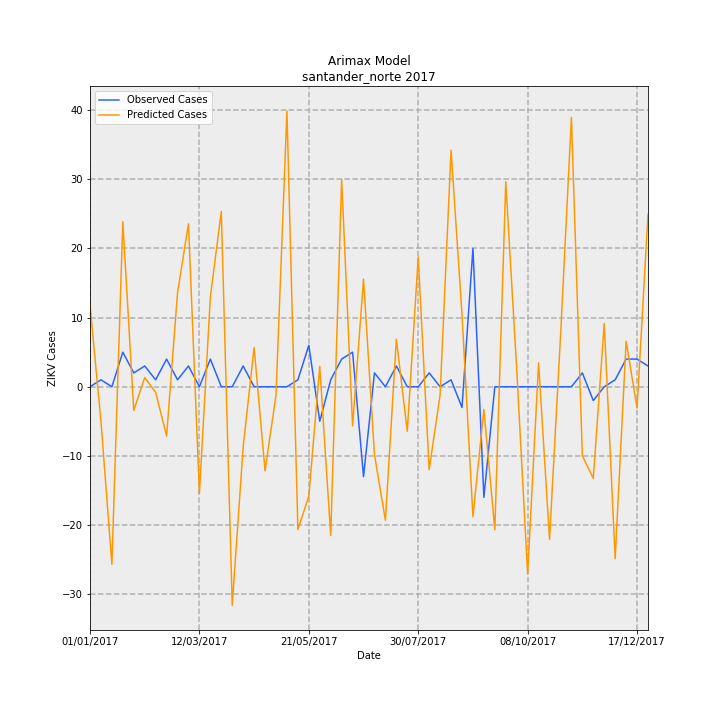 Arimax Model
santander_norte 2017
Observed Cases
Predicted Cases
40
30
20
10
0
−10
−20
−30
ZIKV Cases
01/01/2017 12/03/2017 21/05/2017 30/07/2017 08/10/2017 17/12/2017
Date